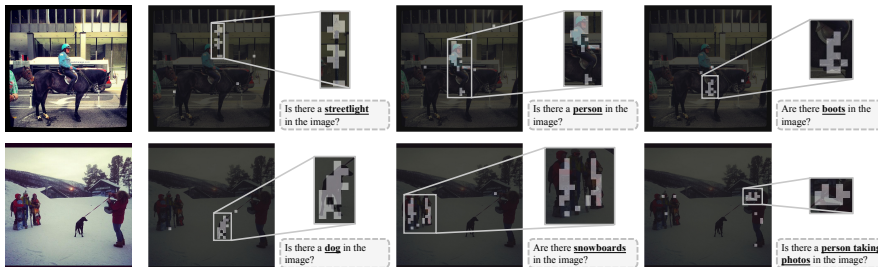 Is there a streetlight
in the image?
Is there a person in the
image?
Are there boots in the
image?
Is there a dog in the
image?
Are there snowboards
in the image?
Is there a person taking
photos in the image?